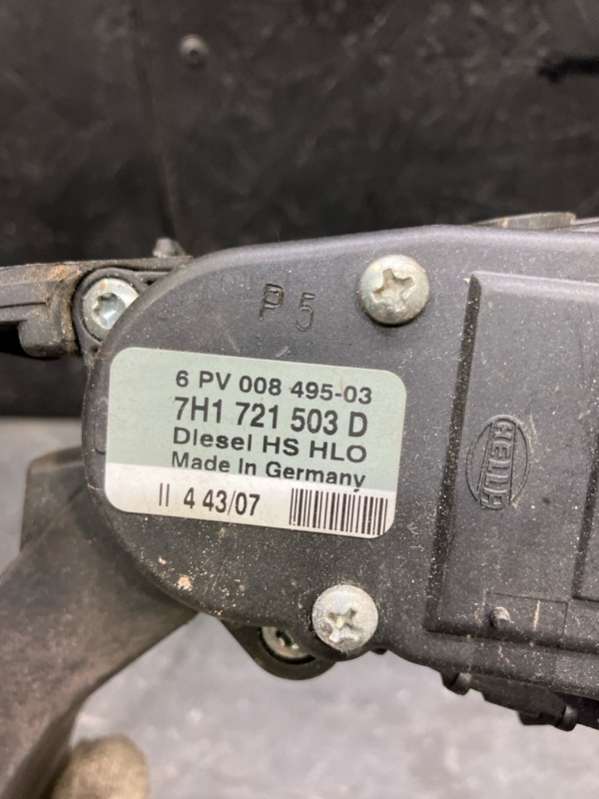 P 5
6 PV 008 495-03
7H1 721 503 D
Diesel HS HLO
Made In Germany
II 4 43/07
HELLA